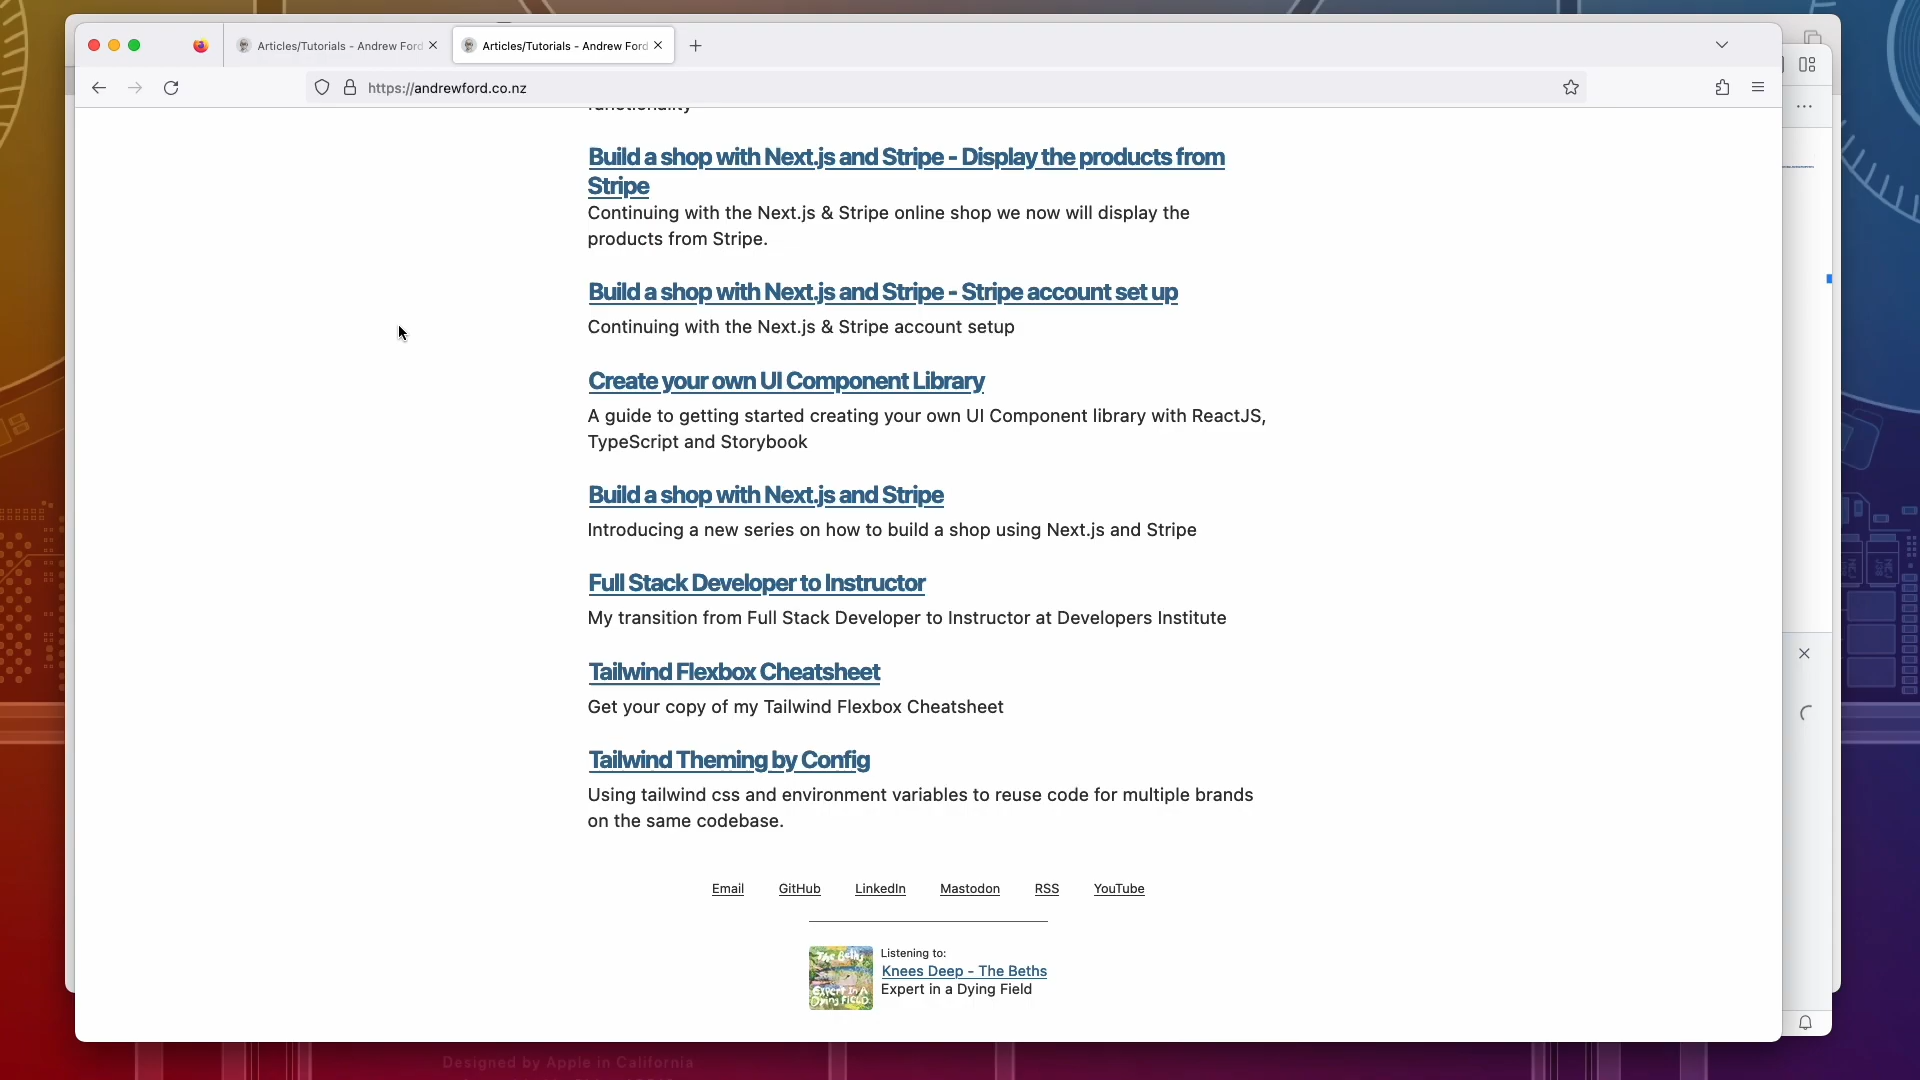 Articles/Tutorials - Andrew Ford
Articles/Tutorials - Andrew Ford
https://andrewford.co.nz
functionality
Build a shop with Next.js and Stripe - Display the products from
Stripe
Continuing with the Next.js & Stripe online shop we now will display the
products from Stripe.
Build a shop with Next.js and Stripe - Stripe account set up
Continuing with the Next.js & Stripe account setup
Create your own UI Component Library
A guide to getting started creating your own UI Component library with ReactJS,
TypeScript and Storybook
Build a shop with Next.js and Stripe
Introducing a new series on how to build a shop using Next.js and Stripe
Full Stack Developer to Instructor
My transition from Full Stack Developer to Instructor at Developers Institute
Tailwind Flexbox Cheatsheet
Get your copy of my Tailwind Flexbox Cheatsheet
Tailwind Theming by Config
Using tailwind css and environment variables to reuse code for multiple brands
on the same codebase.
Email GitHub LinkedIn Mastodon RSS YouTube
The Beths
Expert In A
Dying Field
Listening to:
Knees Deep - The Beths
Expert in a Dying Field
Designed by Apple in California